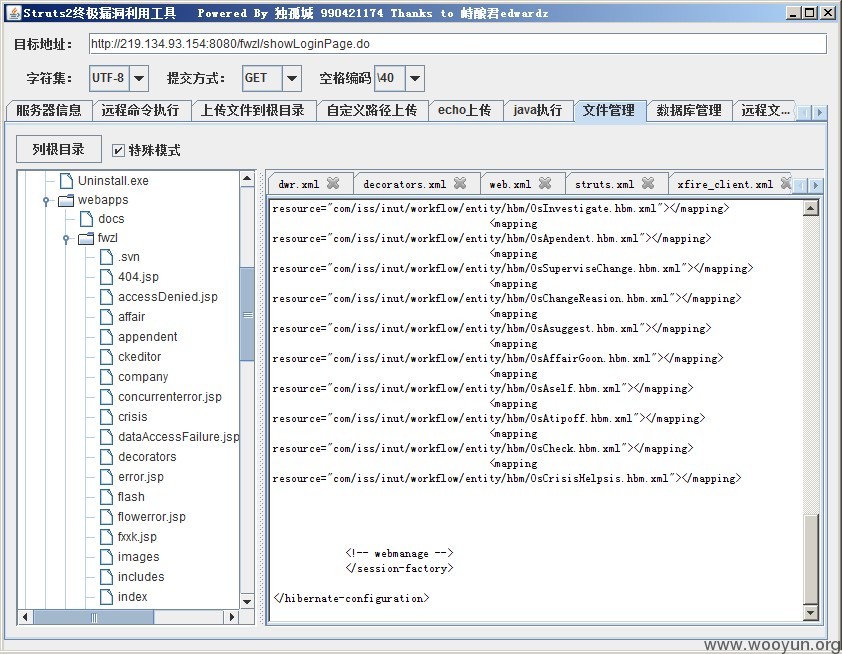 Struts2终极漏洞利用工具 Powered By 独孤城 990421174 Thanks to 峙酿君edwardz
目标地址： http://219.134.93.154:8080/fwzl/showLoginPage.do
字符集： UTF-8 提交方式： GET 空格编码 \40
服务器信息 远程命令执行 上传文件到根目录 自定义路径上传 echo上传 java执行 文件管理 数据库管理 远程文...
列根目录 特殊模式
Uninstall.exe
webapps
docs
fwzl
.svn
404.jsp
accessDenied.jsp
affair
appendent
ckeditor
company
concurrenterror.jsp
crisis
dataAccessFailure.jsp
decorators
error.jsp
flash
flowerror.jsp
fxxk.jsp
images
includes
index
dwr.xml decorators.xml web.xml struts.xml xfire_client.xml
resource="com/iss/inut/workflow/entity/hbm/OsInvestigate.hbm.xml"></mapping>
<mapping
resource="com/iss/inut/workflow/entity/hbm/OsApendent.hbm.xml"></mapping>
<mapping
resource="com/iss/inut/workflow/entity/hbm/OsSuperviseChange.hbm.xml"></mapping>
<mapping
resource="com/iss/inut/workflow/entity/hbm/OsChangeReasion.hbm.xml"></mapping>
<mapping
resource="com/iss/inut/workflow/entity/hbm/OsAsuggest.hbm.xml"></mapping>
<mapping
resource="com/iss/inut/workflow/entity/hbm/OsAffairGoon.hbm.xml"></mapping>
<mapping
resource="com/iss/inut/workflow/entity/hbm/OsAself.hbm.xml"></mapping>
<mapping
resource="com/iss/inut/workflow/entity/hbm/OsAtipoff.hbm.xml"></mapping>
<mapping
resource="com/iss/inut/workflow/entity/hbm/OsCheck.hbm.xml"></mapping>
<mapping
resource="com/iss/inut/workflow/entity/hbm/OsCrisisHelpsis.hbm.xml"></mapping>
<!-- webmanage -->
</session-factory>
</hibernate-configuration>
www.wooyun.org